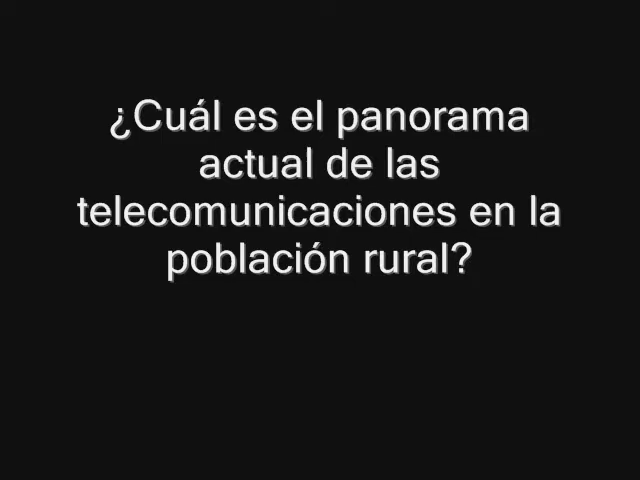 ¿Cuál es el panorama
actual de las
telecomunicaciones en la
población rural?